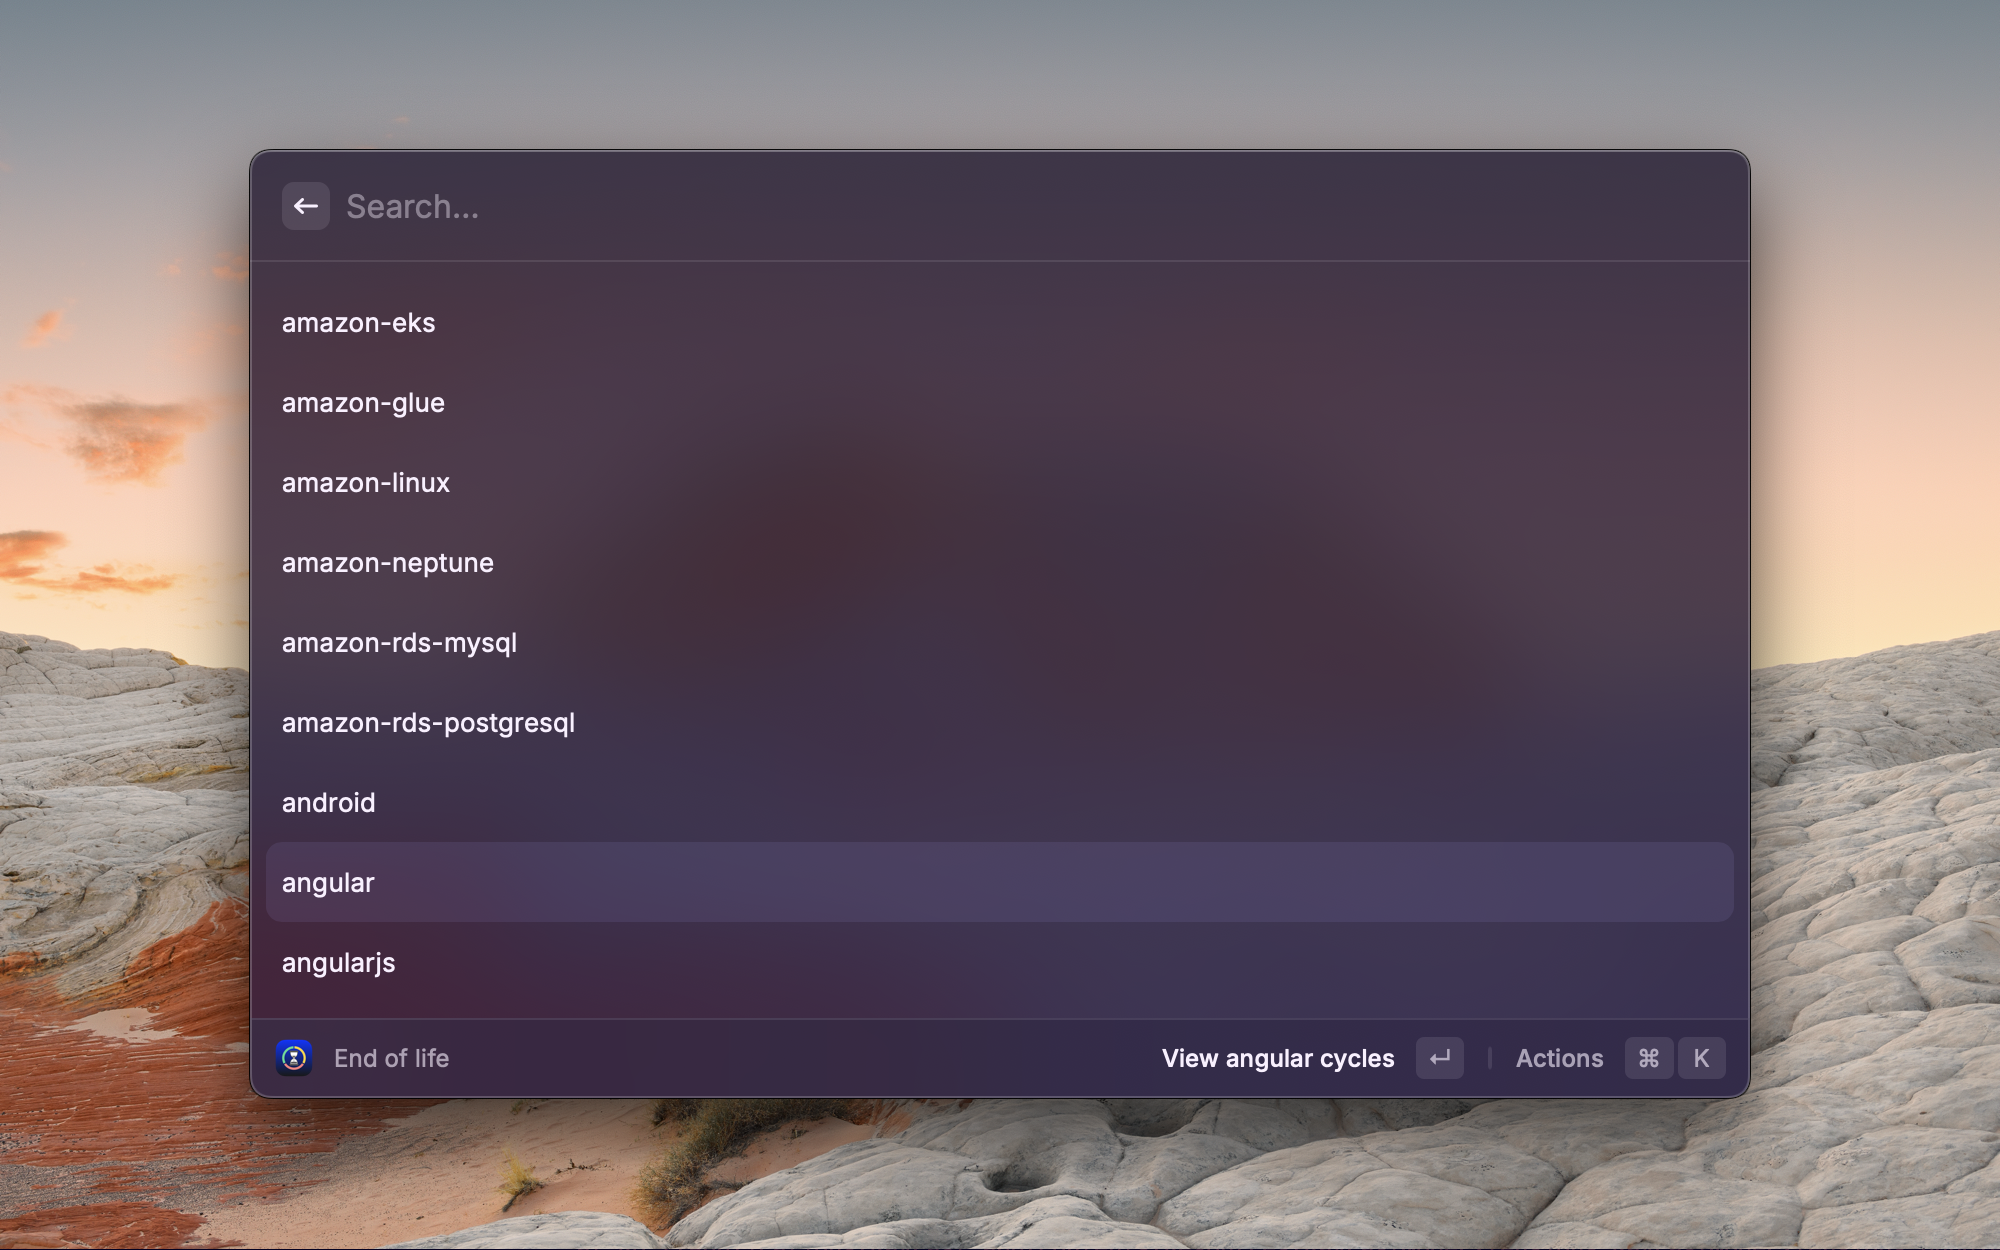 Search...
amazon-eks
amazon-glue
amazon-linux
amazon-neptune
amazon-rds-mysql
amazon-rds-postgresql
android
angular
angularjs
End of life
View angular cycles ↵
Actions ⌘ K